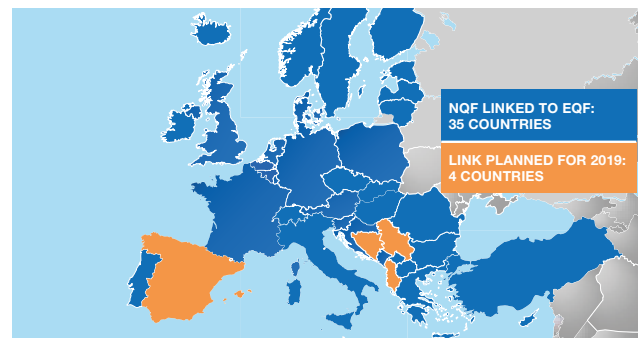 NQF LINKED TO EQF:
35 COUNTRIES
LINK PLANNED FOR 2019:
4 COUNTRIES